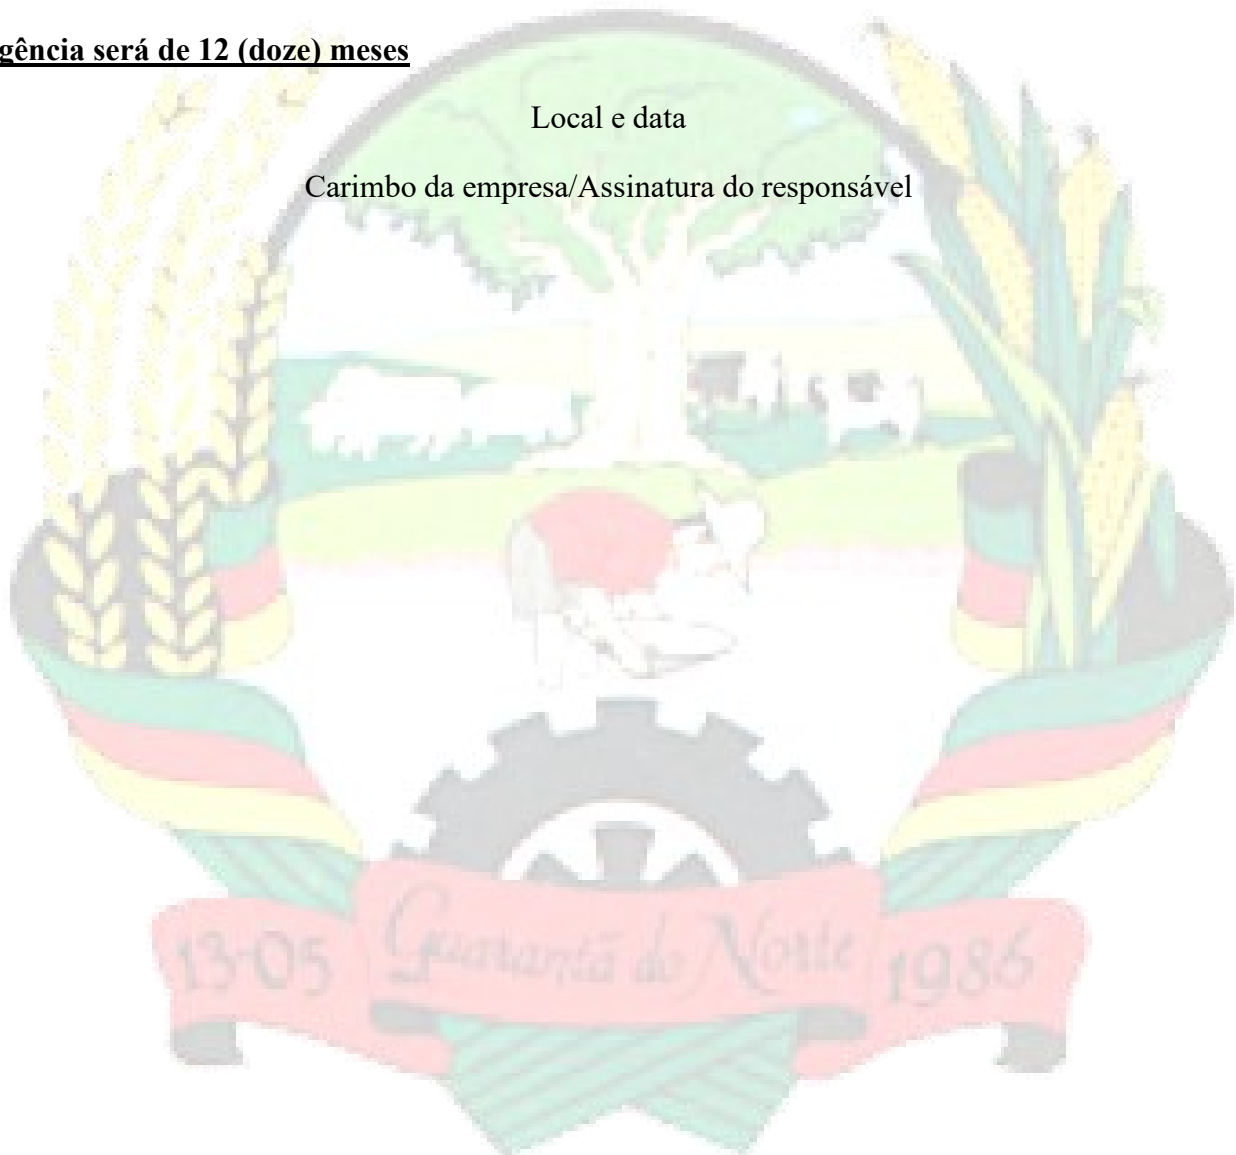 gência será de 12 (doze) meses
Local e data
Carimbo da empresa/Assinatura do responsável
13-05 Guarantã do Norte 1986